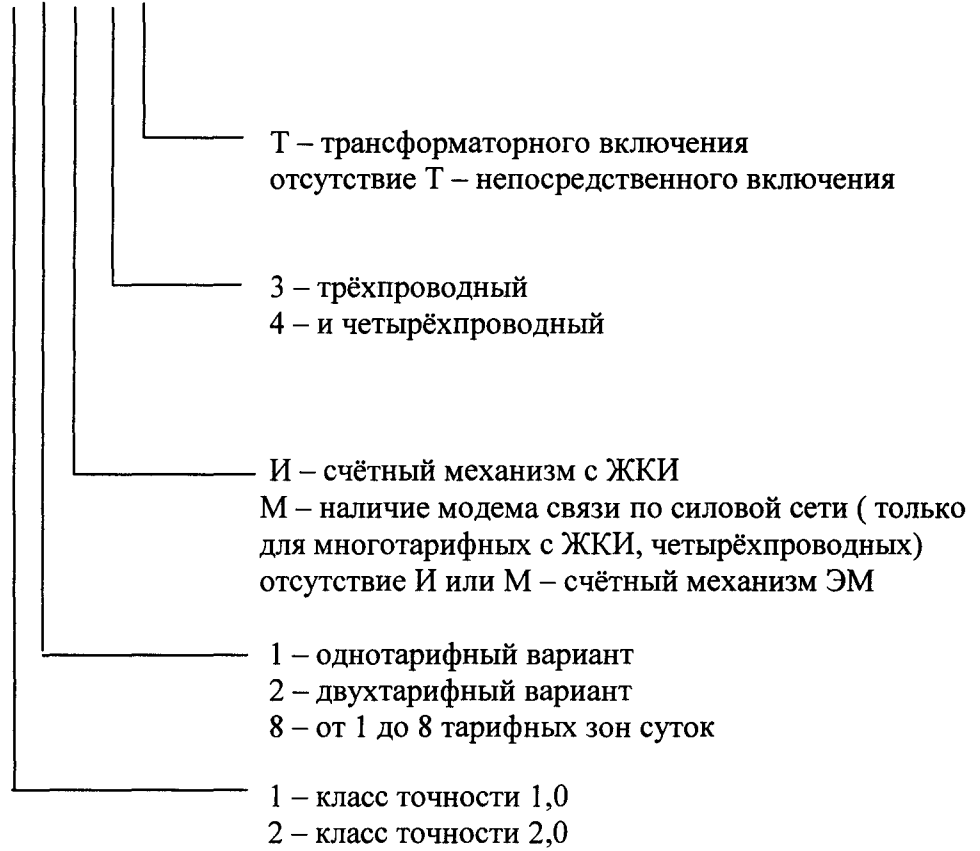 Т – трансформаторного включения
отсутствие Т – непосредственного включения
3 – трёхпроводный
4 – и четырёхпроводный
И – счётный механизм с ЖКИ
М – наличие модема связи по силовой сети ( только
для многотарифных с ЖКИ, четырёхпроводных)
отсутствие И или М – счётный механизм ЭМ
1 – однотарифный вариант
2 – двухтарифный вариант
8 – от 1 до 8 тарифных зон суток
1 – класс точности 1,0
2 – класс точности 2,0